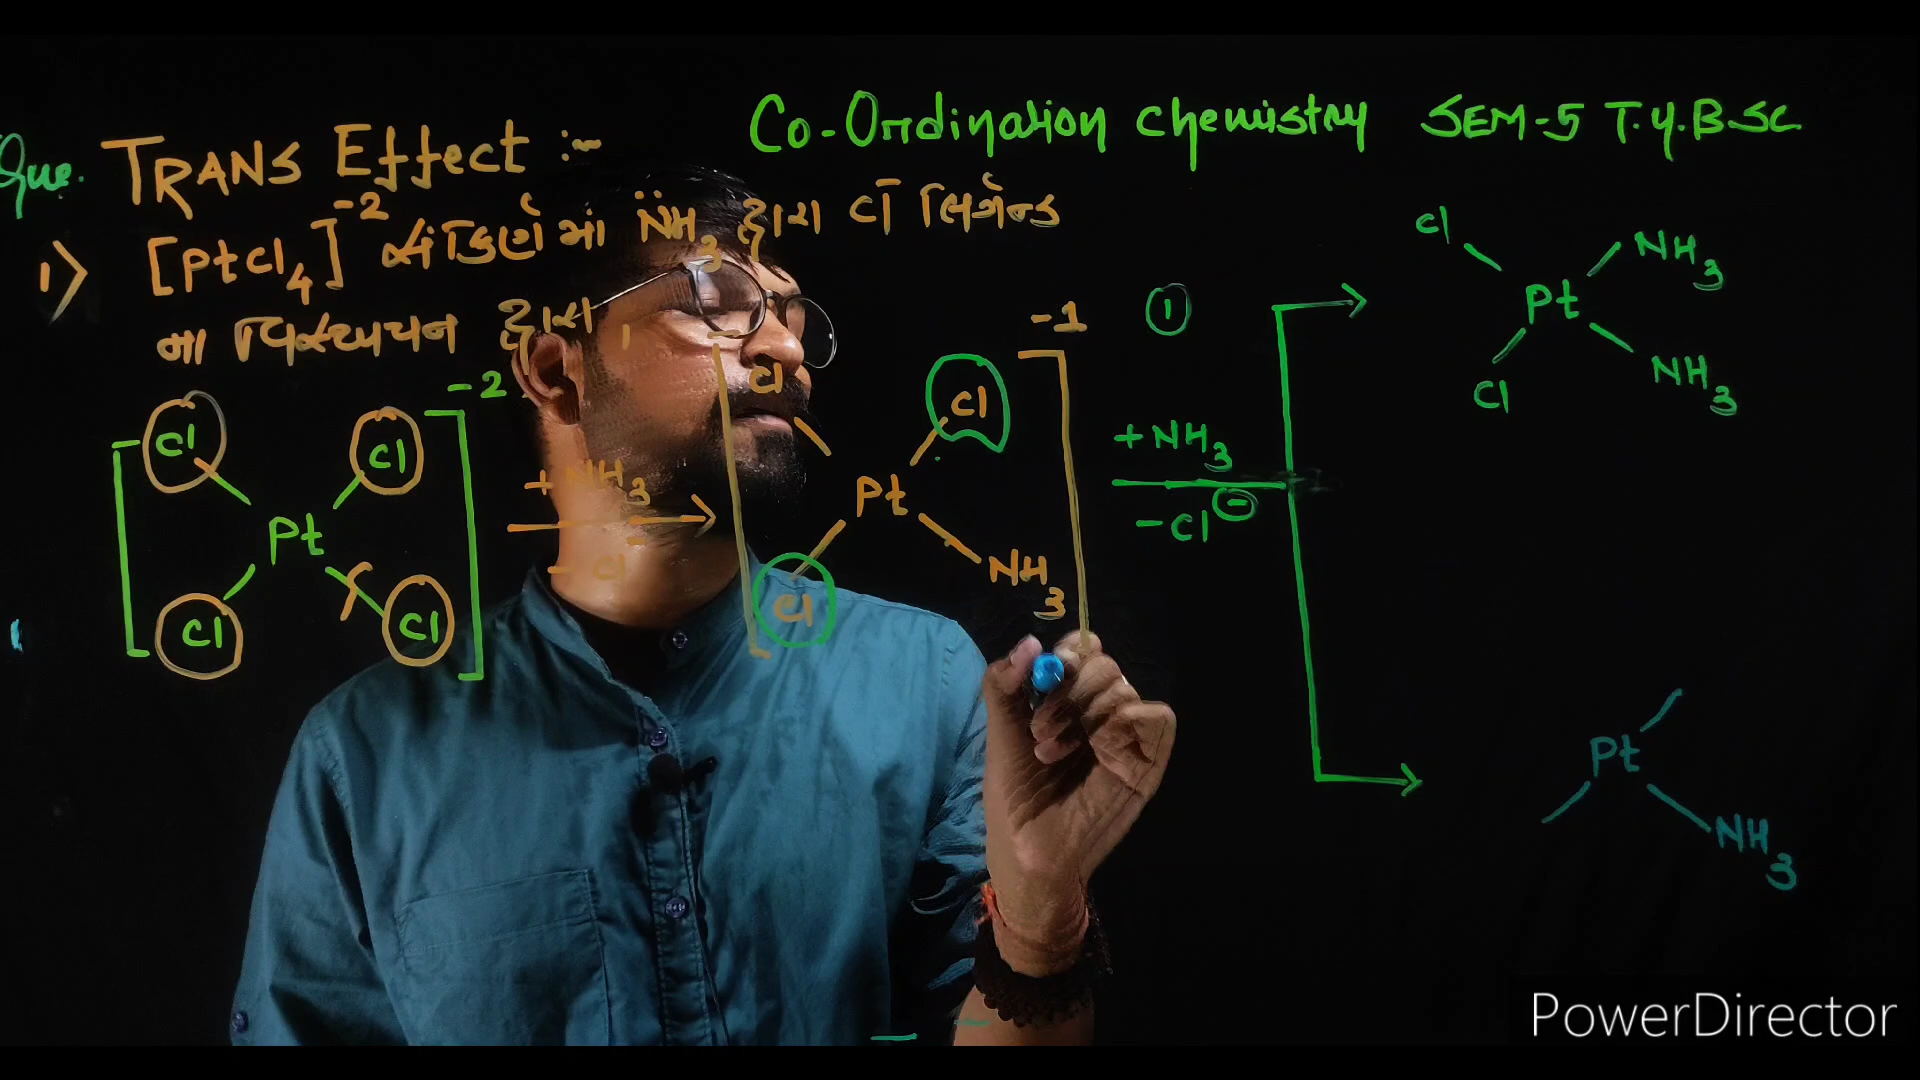 Co-Ordination Chemistry SEM-5 T.Y.B.SC
Que. TRANS Effect :-
1) [PtCl4]-2 સંકિર્ણ માં N̈H3 દ્વારા Cl- લિગેન્ડ
ના વિસ્થાપન દ્વારા
[Cl Cl Pt Cl Cl]-2
+NH3
-Cl-
[Cl Cl Pt Cl NH3]-1
①
+NH3
-Cl⊖
Cl NH3
Pt
Cl NH3
Pt
NH3
PowerDirector